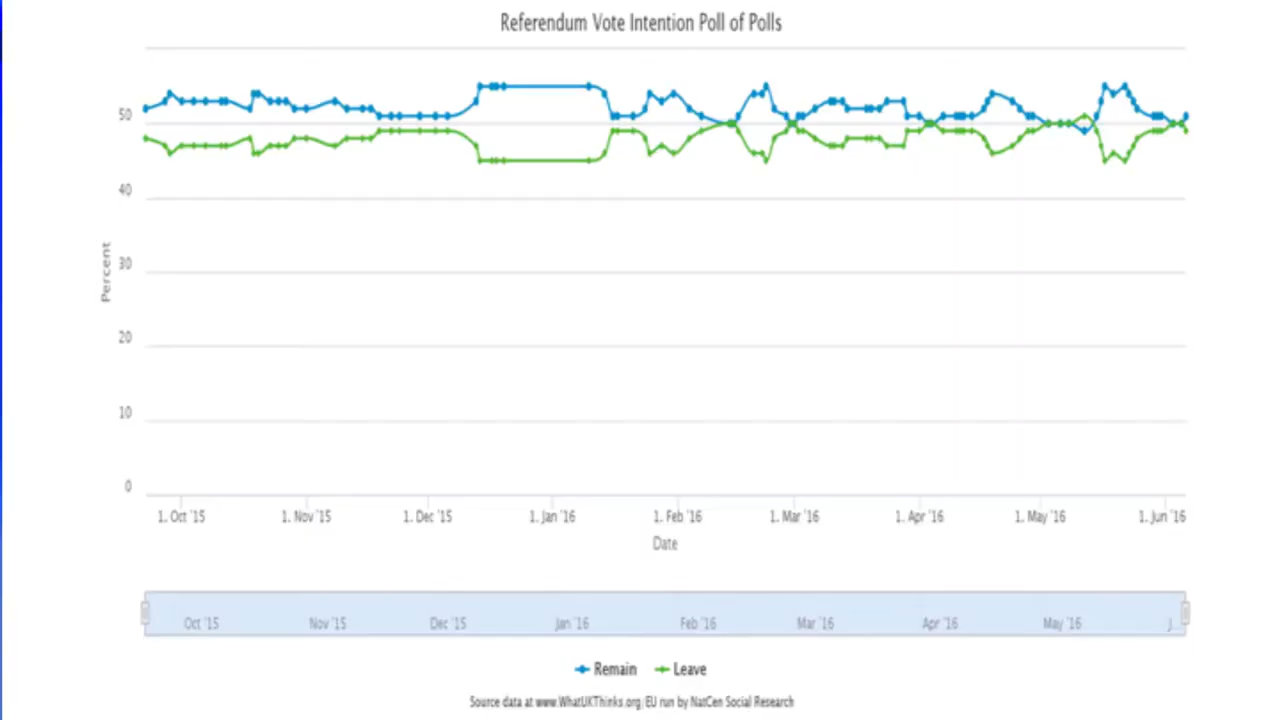 Referendum Vote Intention Poll of Polls
50
40
30
20
10
0
Percent
1. Oct '15 1. Nov '15 1. Dec '15 1. Jan '16 1. Feb '16 1. Mar '16 1. Apr '16 1. May '16 1. Jun '16
Date
Oct '15 Nov '15 Dec '15 Jan '16 Feb '16 Mar '16 Apr '16 May '16 J…
Remain Leave
Source data at www.WhatUKThinks.org/EU run by NatCen Social Research